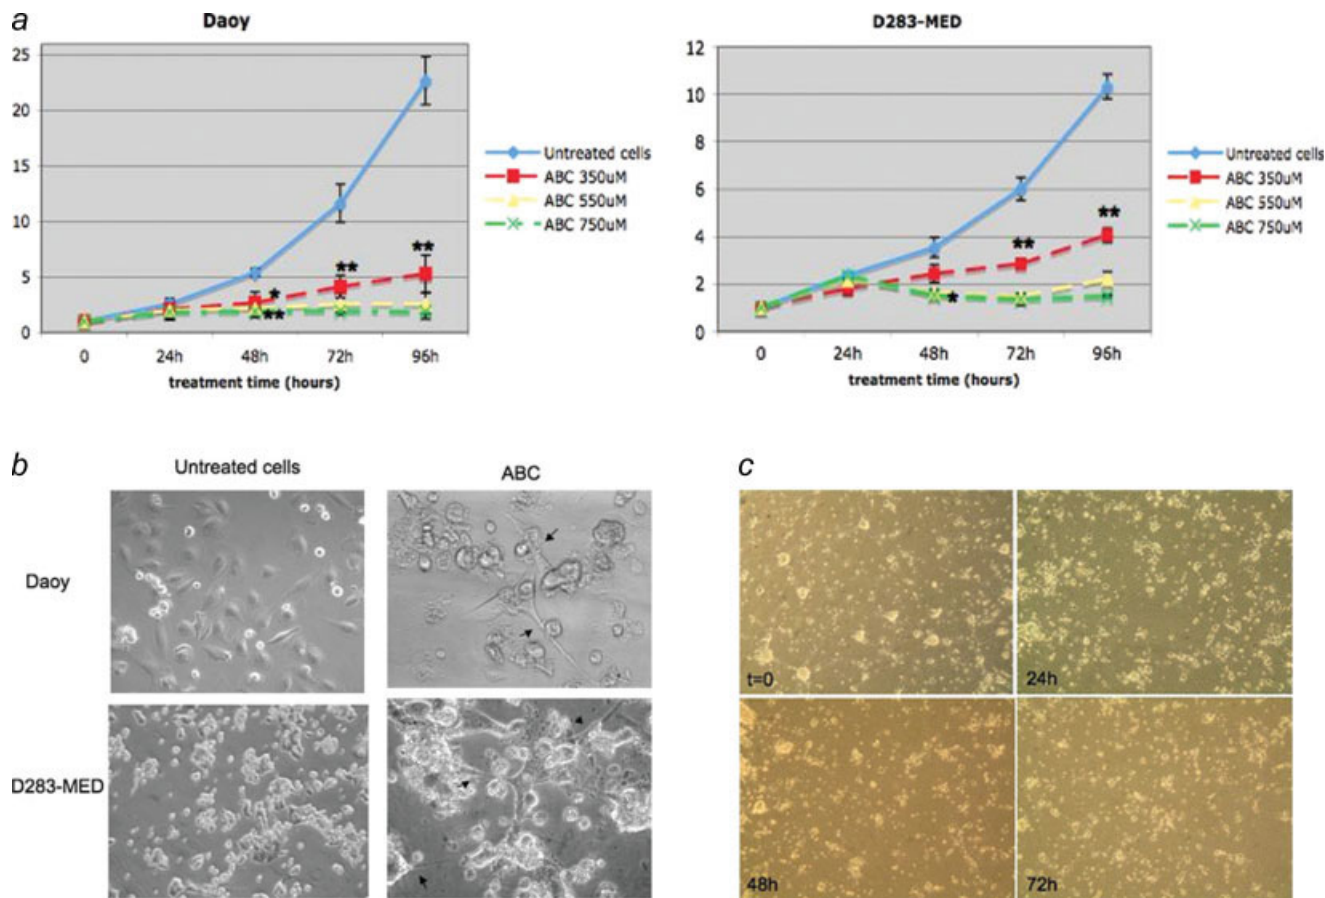 a
Daoy
25
20
15
10
5
0
0 24h 48h 72h 96h
treatment time (hours)
* **
** **
Untreated cells
ABC 350uM
ABC 550uM
ABC 750uM
D283-MED
12
10
8
6
4
2
0
0 24h 48h 72h 96h
treatment time (hours)
* ** **
Untreated cells
ABC 350uM
ABC 550uM
ABC 750uM
b
Untreated cells ABC
Daoy
D283-MED
c
t=0 24h
48h 72h